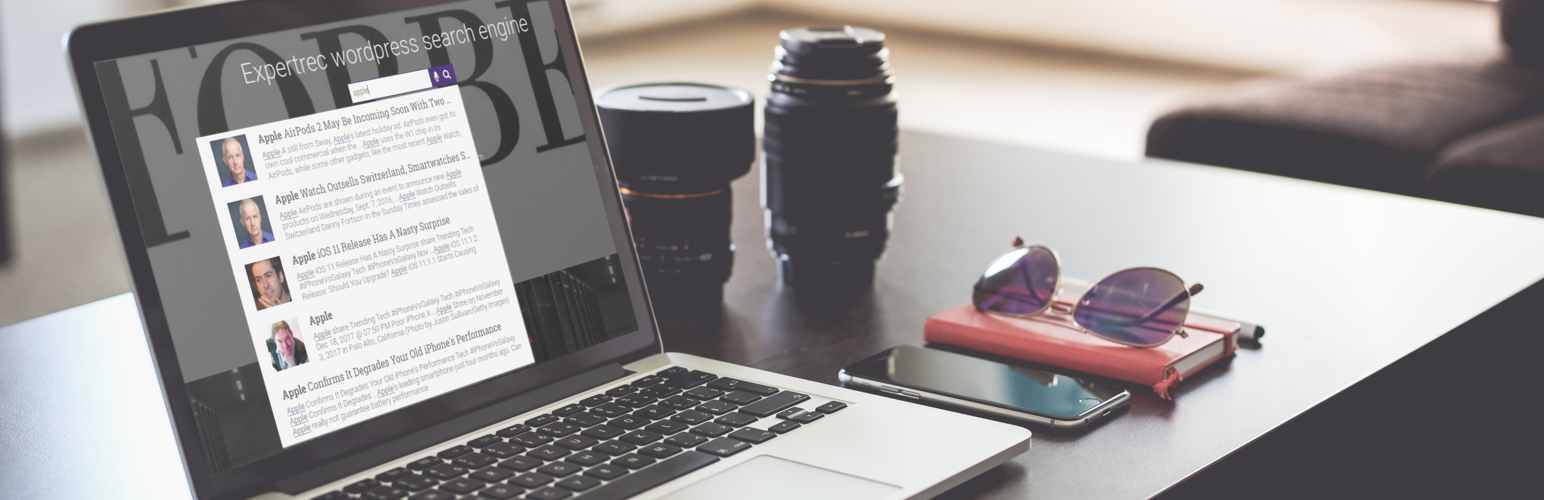 FORBE
Expertrec wordpress search engine
apple
Apple AirPods 2 May Be Incoming Soon With Two ...
Apple A still from Sway, Apple's latest holiday ad. AirPods even got its
own cool commercial when the ...Apple uses the W1 chip in its
AirPods, while some other gadgets, like the most recent Apple Watch,
Apple Watch Outsells Switzerland, Smartwatches S...
Apple AirPods are shown during an event to announce new Apple
products on Wednesday, Sept. 7, 2016, ...Apple Watch Outsells
Switzerland Danny Fortson in the Sunday Times assessed the sales of
Apple iOS 11 Release Has A Nasty Surprise
Apple iOS 11 Release Has A Nasty Surprise share Trending Tech
#iPhoneVsGalaxy Tech #iPhoneVsGalaxy Nov ...Apple iOS 11.1.2
Release: Should You Upgrade? Apple iOS 11.1.1 Starts Causing
Apple
Apple share Trending Tech #iPhoneVsGalaxy Tech #iPhoneVsGalaxy
Dec 18, 2017 @ 07:50 PM Poor iPhone X ...Apple Store on November
3, 2017 in Palo Alto, California (Photo by Justin Sullivan/Getty Images)
Apple Confirms It Degrades Your Old iPhone's Performance
Apple Confirms It Degrades Your Old iPhone's Performance Tech #iPhoneVsGalaxy
Apple Confirms It Degrades ...Apple's leading smartphone just four months ago. Can
Apple really not guarantee battery performance